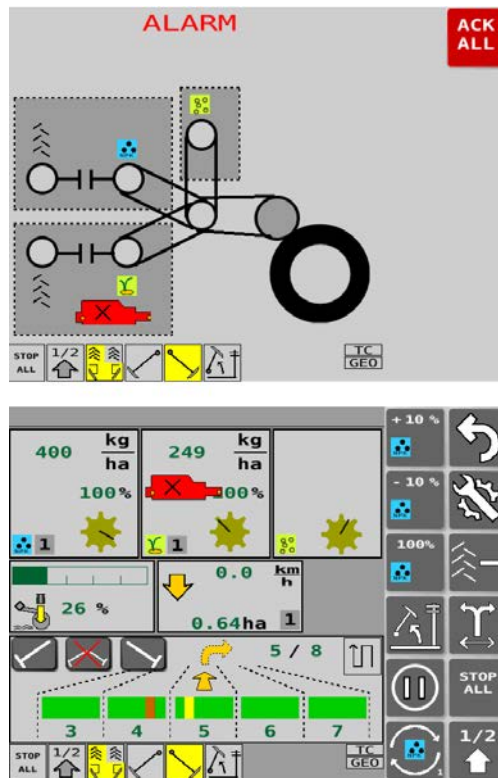 ALARM
ACK
ALL
NPK
STOP
ALL
1/2
TC
GEO
400 kg
ha
100%
1
249 kg
ha
00%
1
26 %
0.0 km
h
0.64ha 1
5 / 8
3 4 5 6 7
STOP
ALL
1/2
TC
GEO
+10 %
- 10 %
100%
STOP
ALL
1
1/2